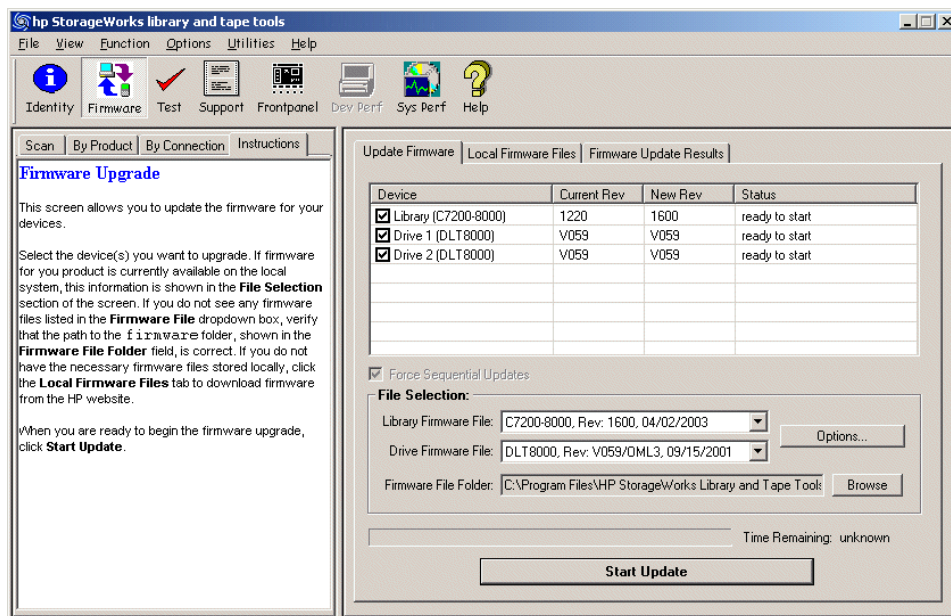 hp StorageWorks library and tape tools
File View Function Options Utilities Help
Identity Firmware Test Support Frontpanel Dev Perf Sys Perf Help
Scan By Product By Connection Instructions
Firmware Upgrade
This screen allows you to update the firmware for your
devices.
Select the device(s) you want to upgrade. If firmware
for you product is currently available on the local
system, this information is shown in the File Selection
section of the screen. If you do not see any firmware
files listed in the Firmware File dropdown box, verify
that the path to the firmware folder, shown in the
Firmware File Folder field, is correct. If you do not
have the necessary firmware files stored locally, click
the Local Firmware Files tab to download firmware
from the HP website.
When you are ready to begin the firmware upgrade,
click Start Update.
Update Firmware Local Firmware Files Firmware Update Results
Device Current Rev New Rev Status
Library (C7200-8000) 1220 1600 ready to start
Drive 1 (DLT8000) V059 V059 ready to start
Drive 2 (DLT8000) V059 V059 ready to start
Force Sequential Updates
File Selection:
Library Firmware File: C7200-8000, Rev: 1600, 04/02/2003
Options...
Drive Firmware File: DLT8000, Rev: V059/OML3, 09/15/2001
Firmware File Folder: C:\Program Files\HP StorageWorks Library and Tape Tools Browse
Time Remaining: unknown
Start Update